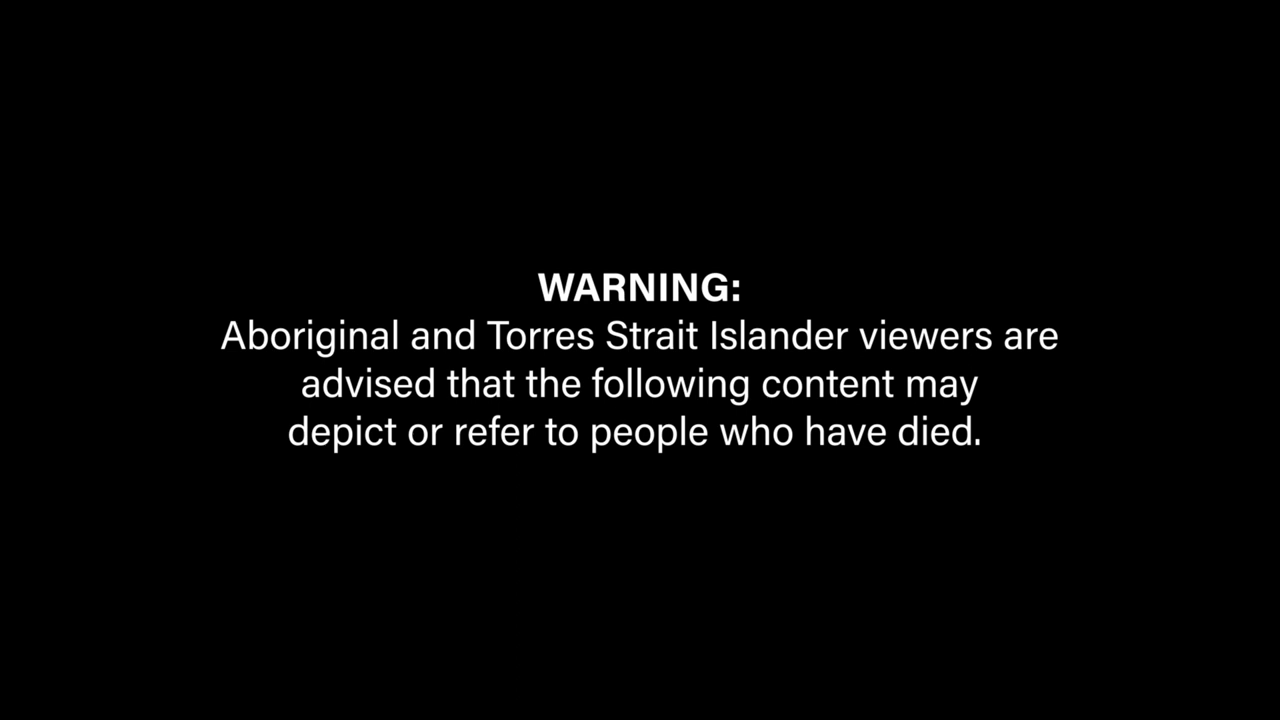 WARNING:
Aboriginal and Torres Strait Islander viewers are
advised that the following content may
depict or refer to people who have died.